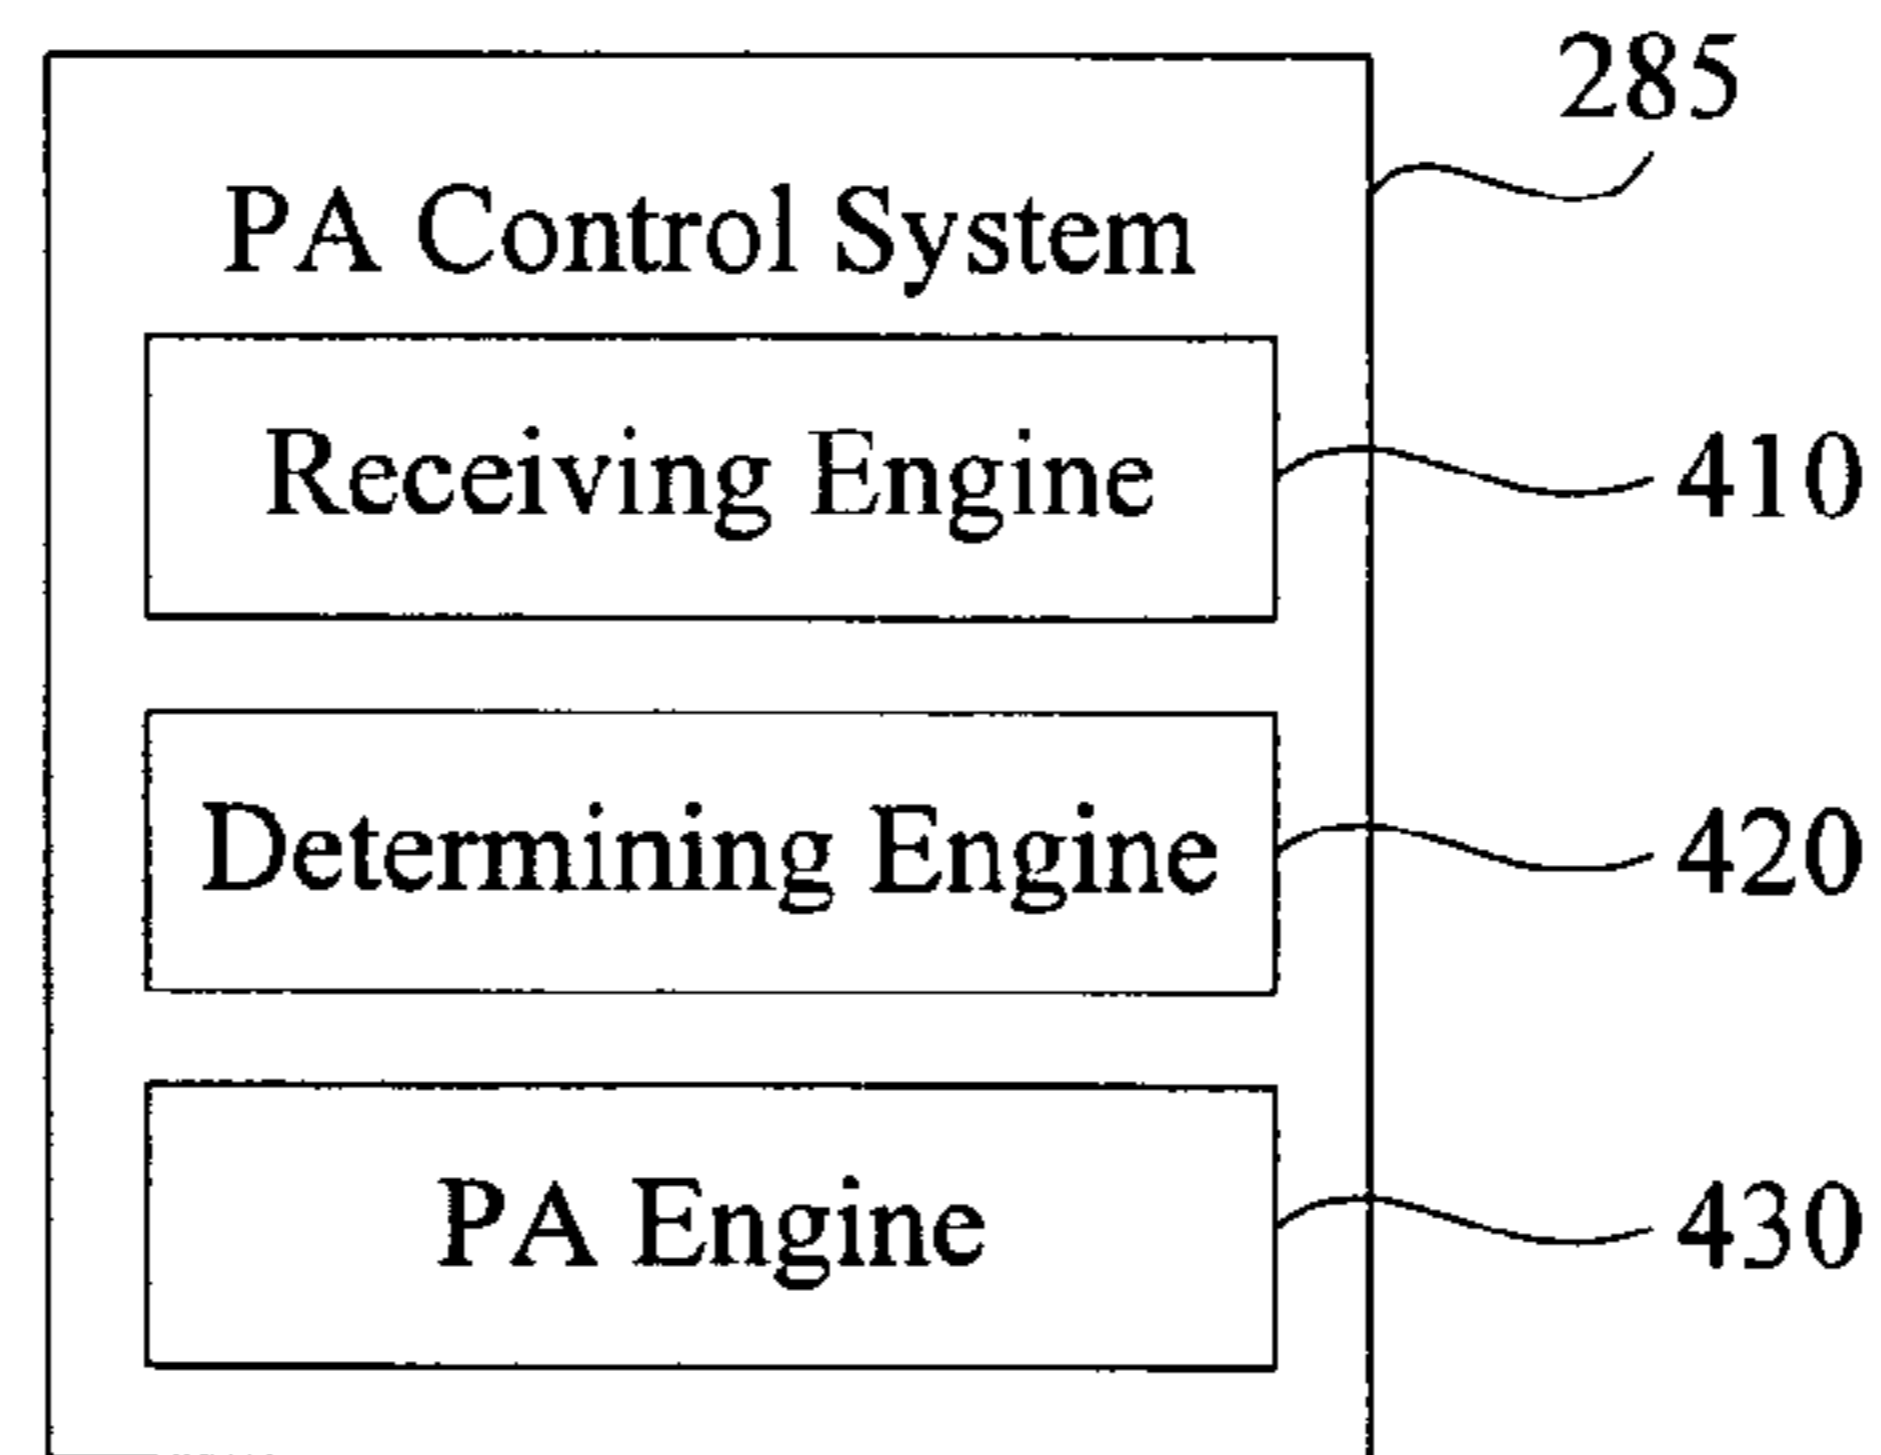 285
PA Control System
Receiving Engine
410
Determining Engine
420
PA Engine
430